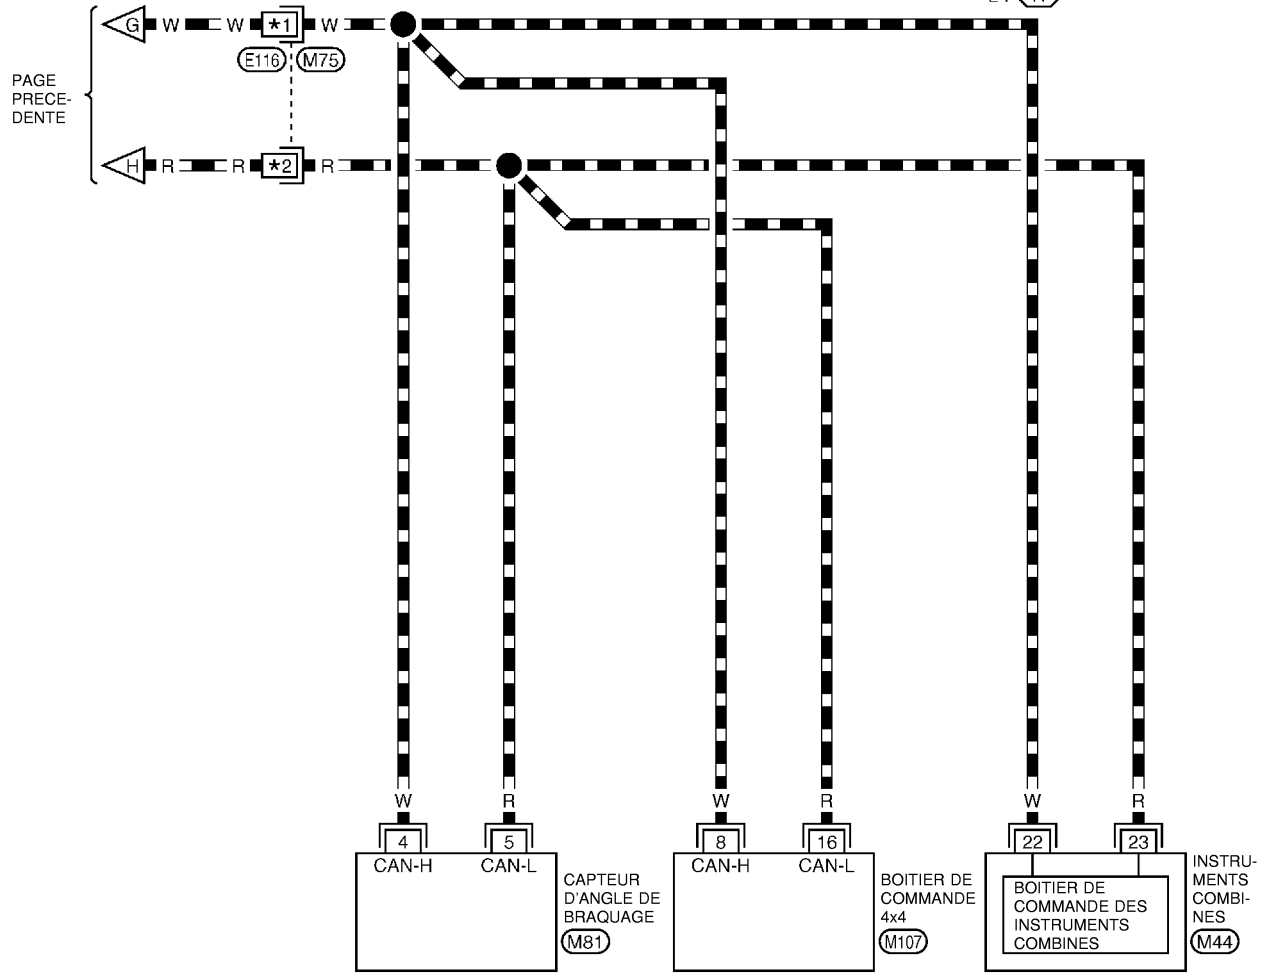 G W W *1 W
E116 M75
PAGE
PRECE-
DENTE
H R R *2 R
W R W R W R
4 5 8 16 22 23
CAN-H CAN-L CAN-H CAN-L
CAPTEUR
D'ANGLE DE
BRAQUAGE
M81
BOITIER DE
COMMANDE
4x4
M107
BOITIER DE
COMMANDE DES
INSTRUMENTS
COMBINES
INSTRU-
MENTS
COMBI-
NES
M44